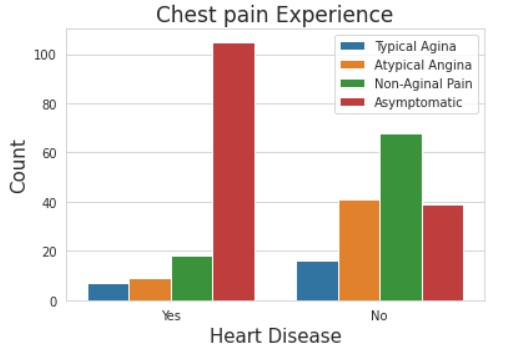 Chest pain Experience
Typical Agina
Atypical Angina
Non-Aginal Pain
Asymptomatic
100
80
60
40
20
0
Count
Yes
No
Heart Disease